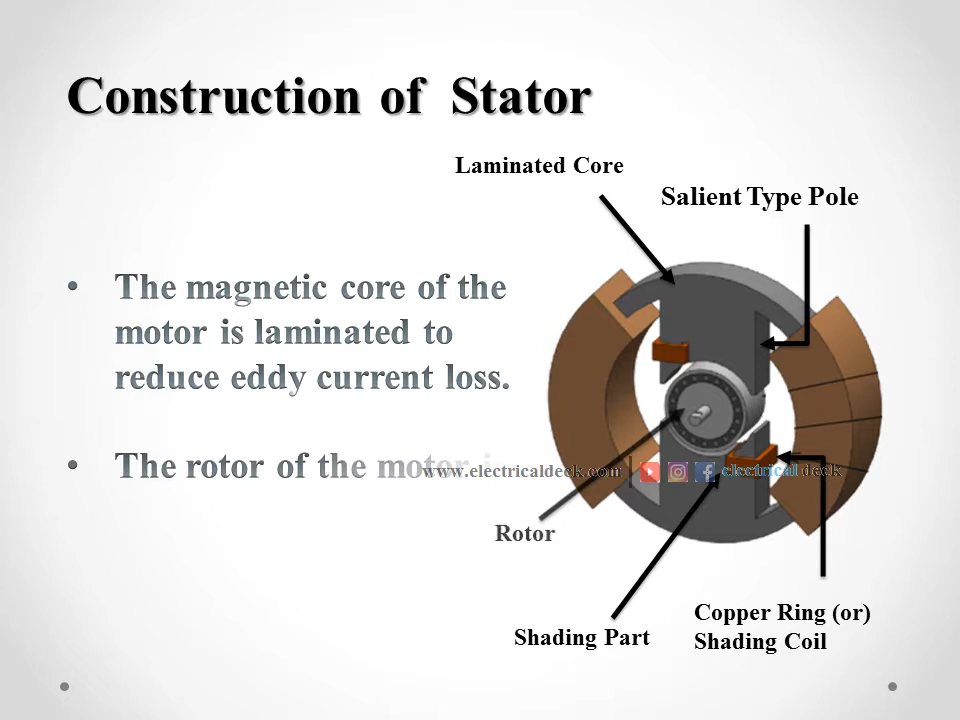 Construction of Stator
Laminated Core
Salient Type Pole
• The magnetic core of the
motor is laminated to
reduce eddy current loss.
• The rotor of the motor
www.electricaldeck.com | electrical deck
Rotor
Shading Part
Copper Ring (or)
Shading Coil